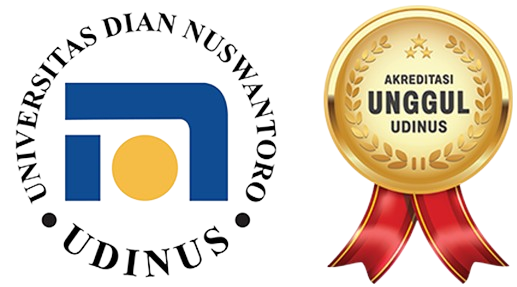 UNIVERSITAS DIAN NUSWANTORO
UDINUS
AKREDITASI
UNGGUL
UDINUS